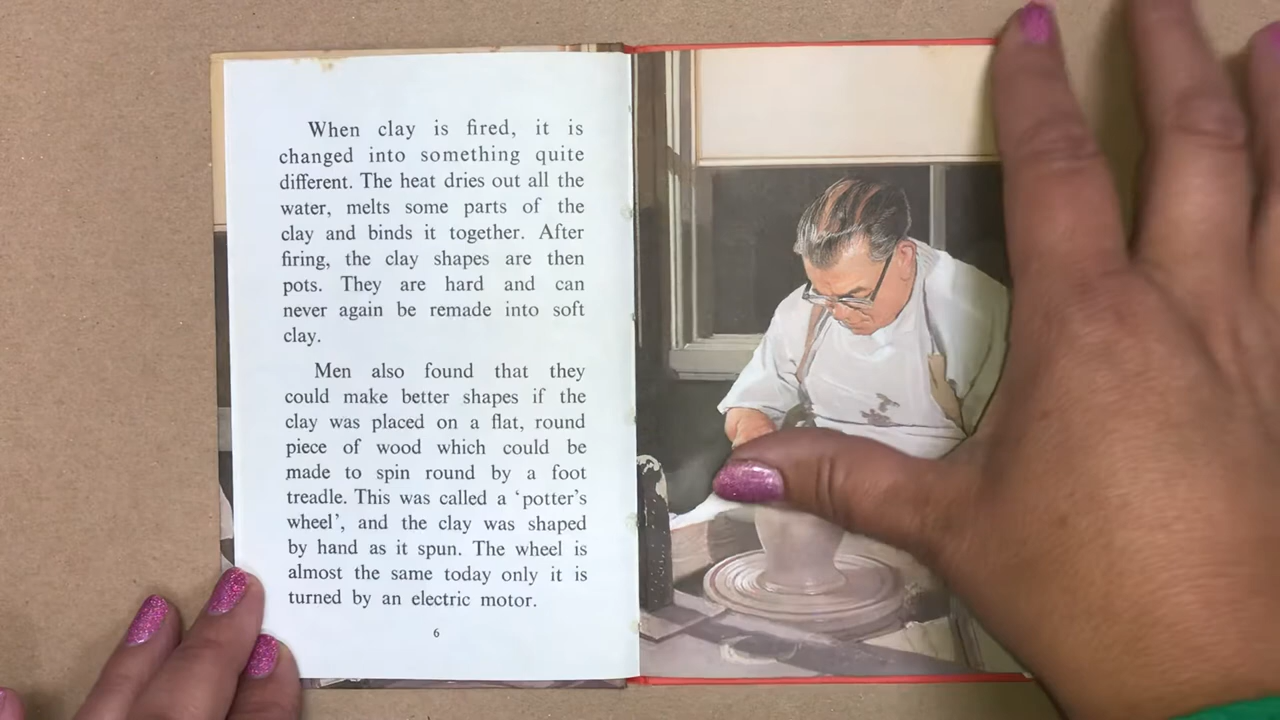 When clay is fired, it is
changed into something quite
different. The heat dries out all the
water, melts some parts of the
clay and binds it together. After
firing, the clay shapes are then
pots. They are hard and can
never again be remade into soft
clay.
Men also found that they
could make better shapes if the
clay was placed on a flat, round
piece of wood which could be
made to spin round by a foot
treadle. This was called a ‘potter’s
wheel’, and the clay was shaped
by hand as it spun. The wheel is
almost the same today only it is
turned by an electric motor.
6